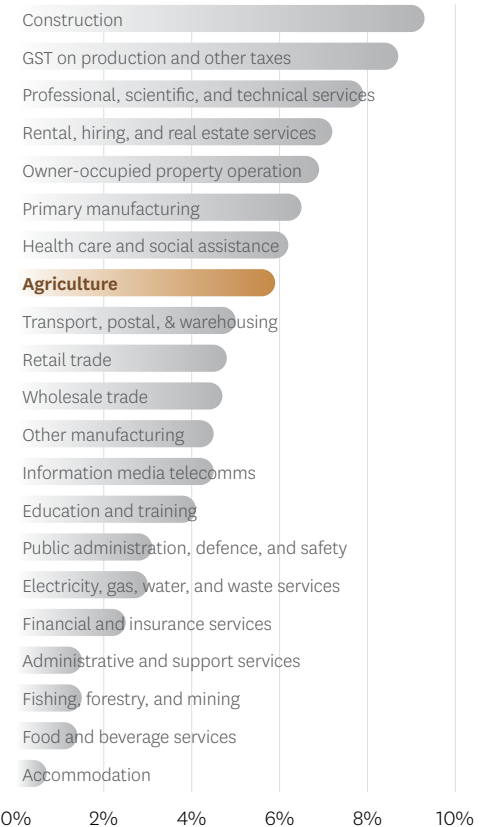 Construction
GST on production and other taxes
Professional, scientific, and technical services
Rental, hiring, and real estate services
Owner-occupied property operation
Primary manufacturing
Health care and social assistance
Agriculture
Transport, postal, & warehousing
Retail trade
Wholesale trade
Other manufacturing
Information media telecomms
Education and training
Public administration, defence, and safety
Electricity, gas, water, and waste services
Financial and insurance services
Administrative and support services
Fishing, forestry, and mining
Food and beverage services
Accommodation
0% 2% 4% 6% 8% 10%